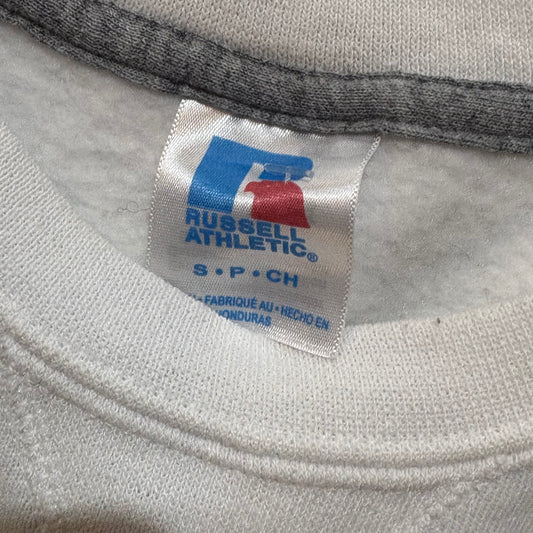 RUSSELL
ATHLETIC®
S • P • CH
• FABRIQUÉ AU • HECHO EN
HONDURAS